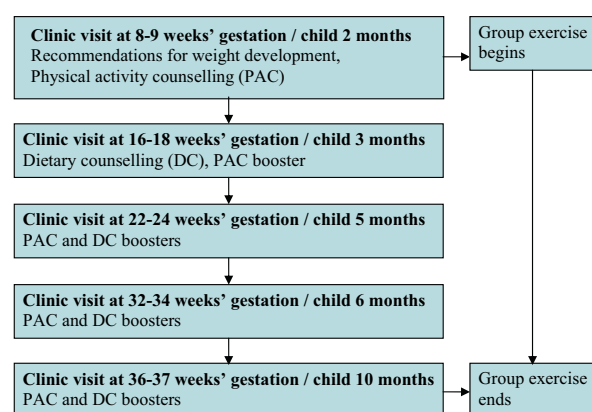 Clinic visit at 8-9 weeks' gestation / child 2 months
Recommendations for weight development,
Physical activity counselling (PAC)
Group exercise
begins
Clinic visit at 16-18 weeks' gestation / child 3 months
Dietary counselling (DC), PAC booster
Clinic visit at 22-24 weeks' gestation / child 5 months
PAC and DC boosters
Clinic visit at 32-34 weeks' gestation / child 6 months
PAC and DC boosters
Clinic visit at 36-37 weeks' gestation / child 10 months
PAC and DC boosters
Group exercise
ends